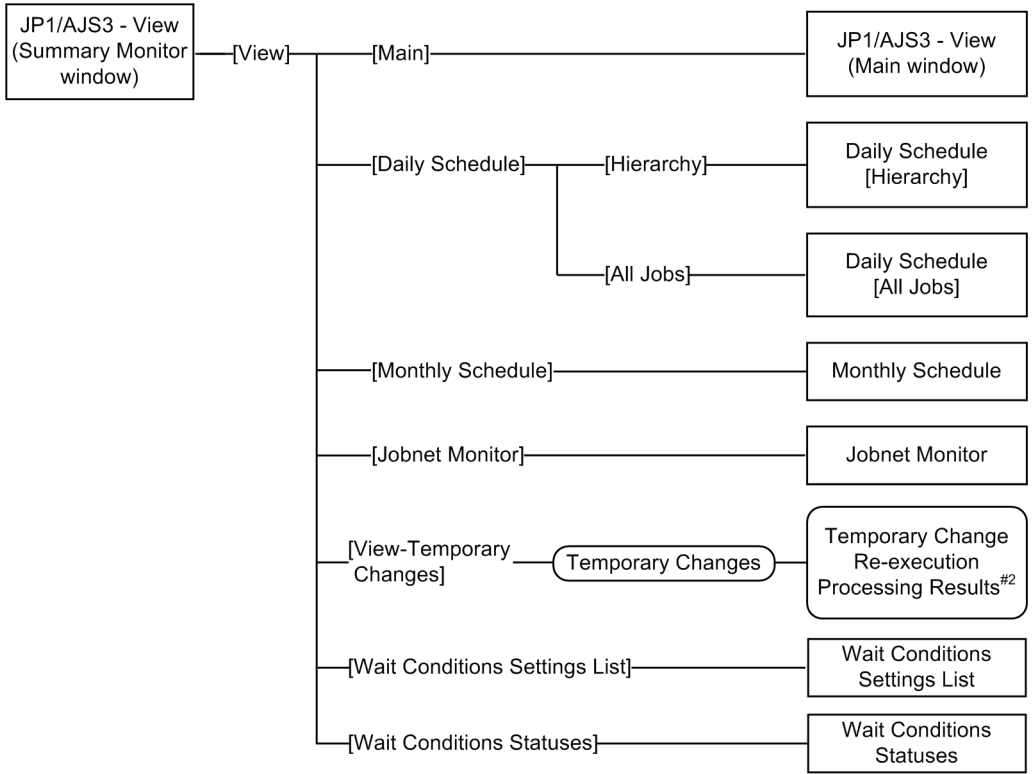 JP1/AJS3 - View
(Summary Monitor
window)
[View]
[Main]
JP1/AJS3 - View
(Main window)
[Daily Schedule]
[Hierarchy]
Daily Schedule
[Hierarchy]
[All Jobs]
Daily Schedule
[All Jobs]
[Monthly Schedule]
Monthly Schedule
[Jobnet Monitor]
Jobnet Monitor
[View-Temporary
Changes]
Temporary Changes
Temporary Change
Re-execution
Processing Results#2
[Wait Conditions Settings List]
Wait Conditions
Settings List
[Wait Conditions Statuses]
Wait Conditions
Statuses